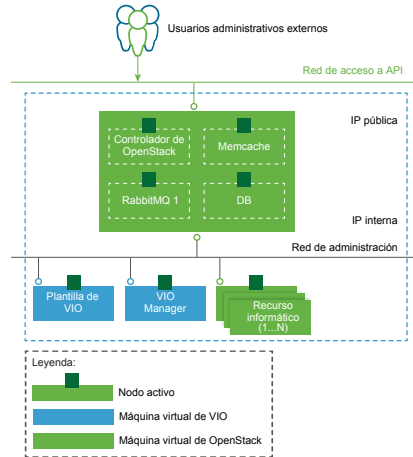 Usuarios administrativos externos
Red de acceso a API
IP pública
Controlador de
OpenStack
Memcache
RabbitMQ 1
DB
IP interna
Red de administración
Plantilla de
VIO
VIO
Manager
Recurso
informático
(1...N)
Leyenda:
Nodo activo
Máquina virtual de VIO
Máquina virtual de OpenStack